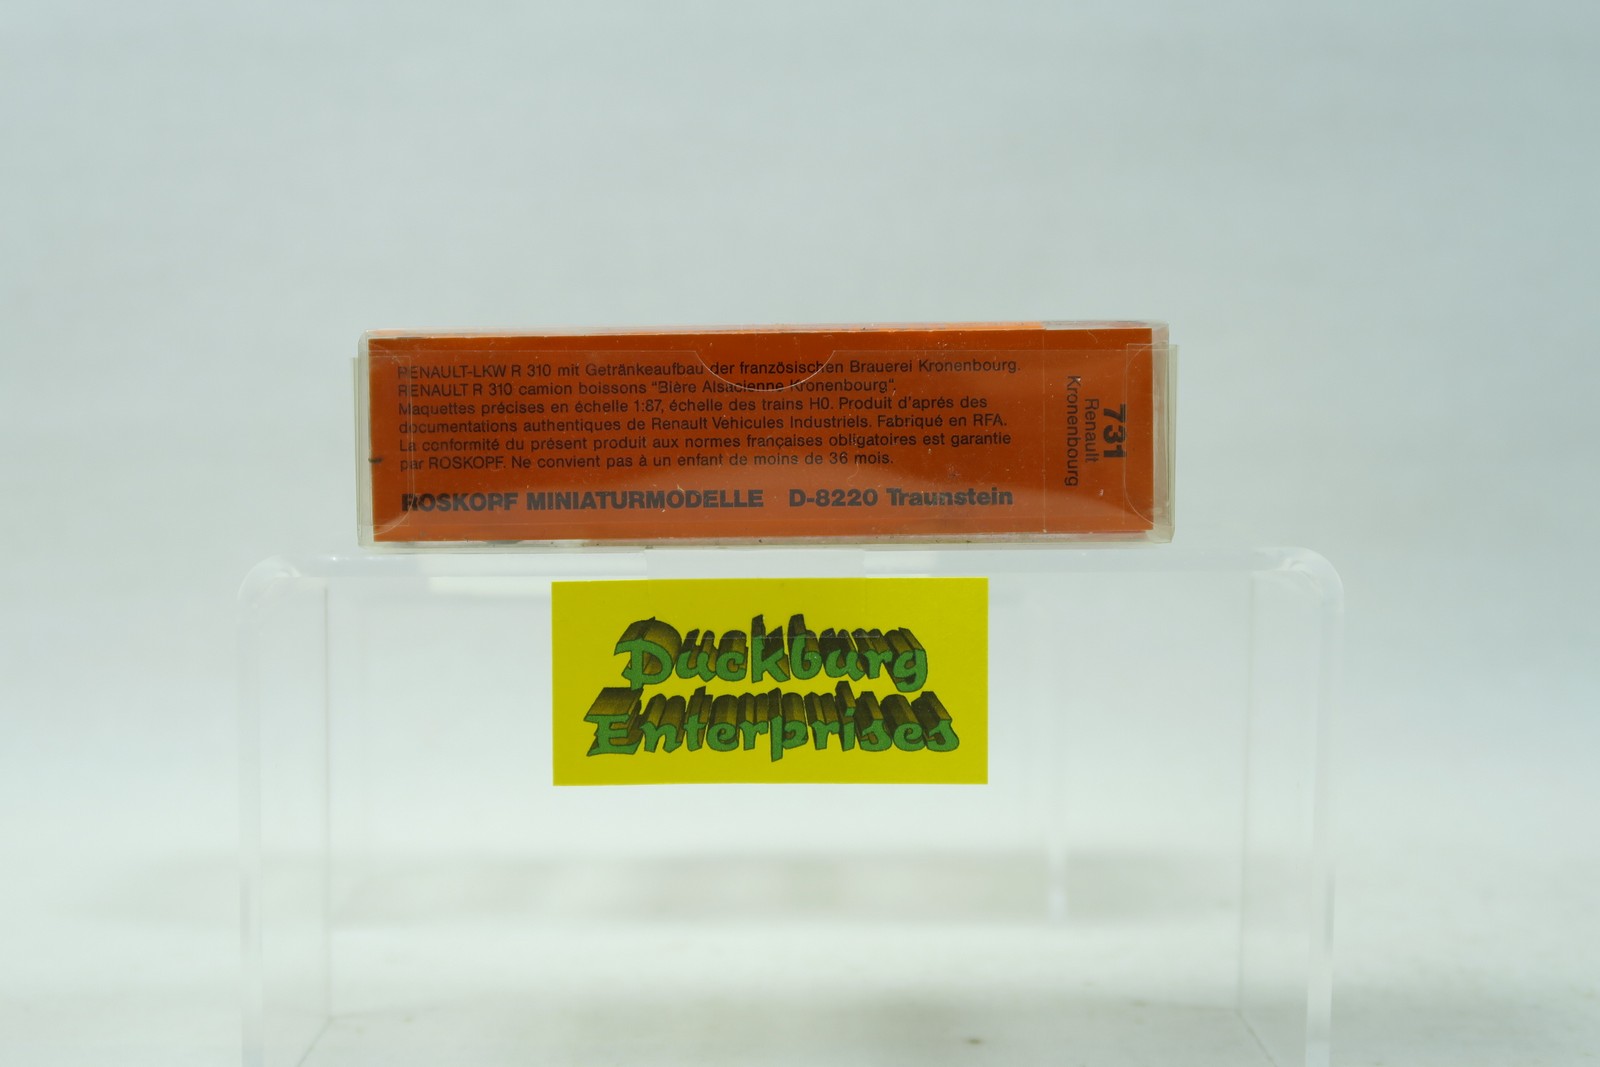 RENAULT-LKW R 310 mit Getränkeaufbau der französischen Brauerei Kronenbourg.
RENAULT R 310 camion boissons "Bière Alsacienne Kronenbourg".
Maquettes précises en échelle 1:87, échelle des trains H0. Produit d'après des
documentations authentiques de Renault Véhicules Industriels. Fabriqué en RFA.
La conformité du présent produit aux normes françaises obligatoires est garantie
par ROSKOPF. Ne convient pas à un enfant de moins de 36 mois.
ROSKOPF MINIATURMODELLE D-8220 Traunstein
731
Renault
Kronenbourg
Duckburg
Enterprises